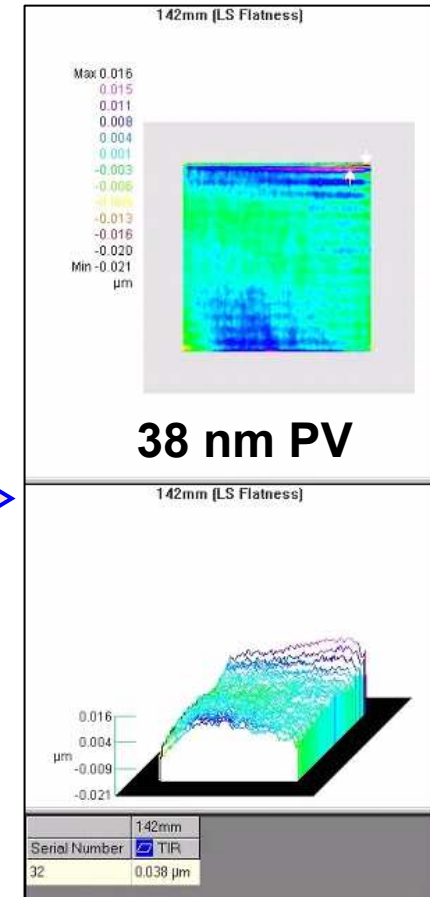 142mm (LS Flatness)
Max 0.016
0.015
0.011
0.008
0.004
0.001
-0.003
-0.006
-0.013
-0.016
-0.020
Min -0.021
µm
38 nm PV
142mm (LS Flatness)
0.016
0.004
µm
-0.009
-0.021
142mm
Serial Number TIR
32 0.038 µm